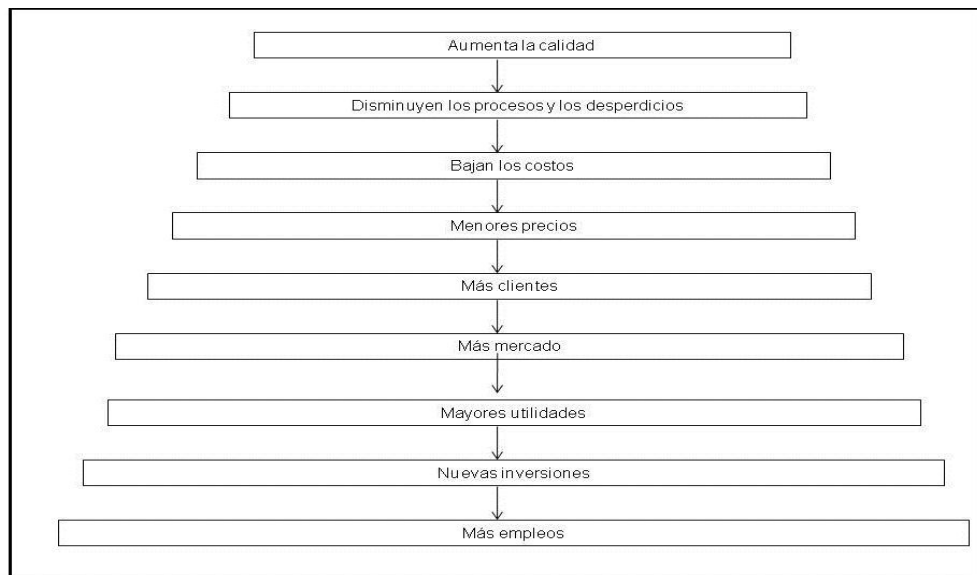 Aumenta la calidad
Disminuyen los procesos y los desperdicios
Bajan los costos
Menores precios
Más clientes
Más mercado
Mayores utilidades
Nuevas inversiones
Más empleos